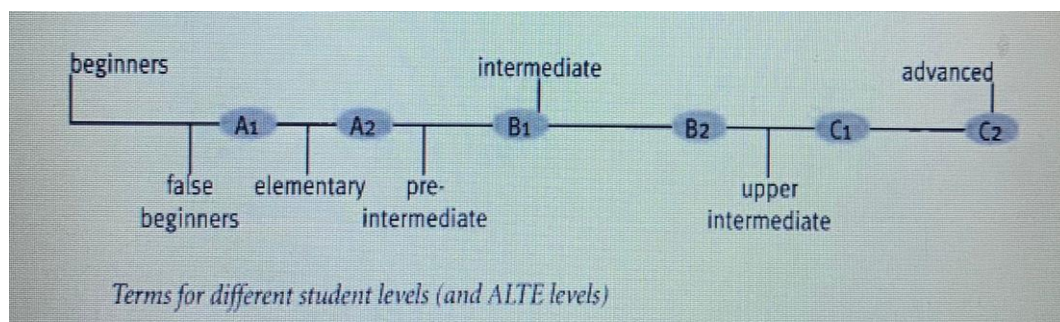 beginners
intermediate
advanced
A1
A2
B1
B2
C1
C2
false
beginners
elementary
pre-
intermediate
upper
intermediate
Terms for different student levels (and ALTE levels)